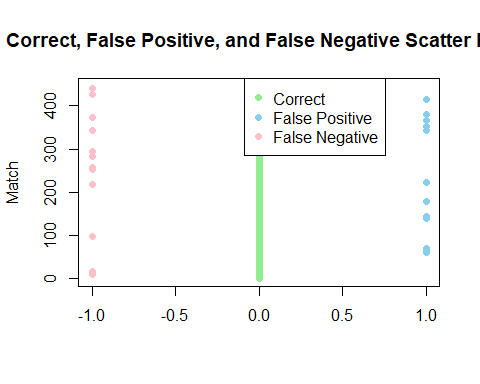 Correct, False Positive, and False Negative Scatter
Correct
False Positive
False Negative
Match
400
300
200
100
0
-1.0
-0.5
0.0
0.5
1.0